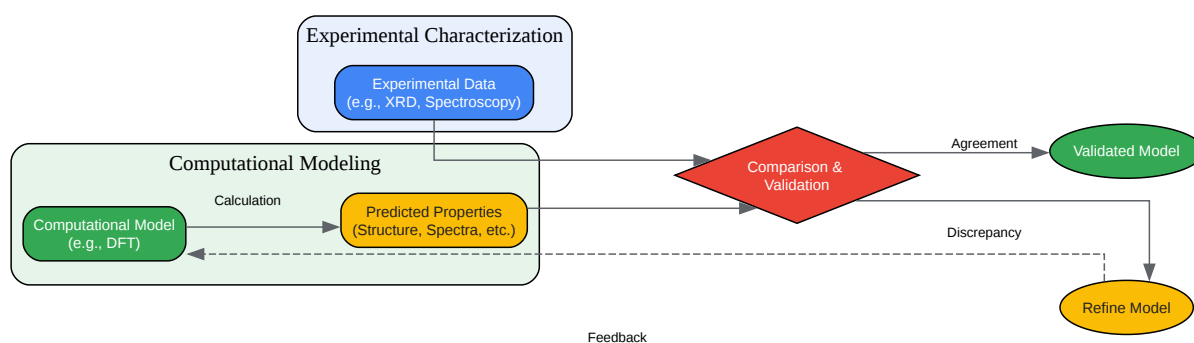 Experimental Characterization
Experimental Data
(e.g., XRD, Spectroscopy)
Computational Modeling
Calculation
Computational Model
(e.g., DFT)
Predicted Properties
(Structure, Spectra, etc.)
Comparison &
Validation
Agreement
Validated Model
Discrepancy
Refine Model
Feedback